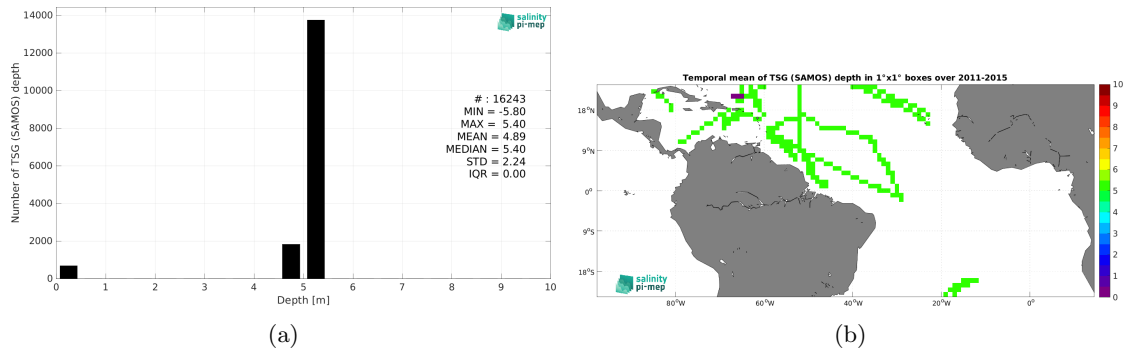 14000
12000
10000
8000
6000
4000
2000
0
Number of TSG (SAMOS) depth
salinity
pi-mep
# : 16243
MIN = -5.80
MAX = 5.40
MEAN = 4.89
MEDIAN = 5.40
STD = 2.24
IQR = 0.00
0 1 2 3 4 5 6 7 8 9 10
Depth [m]
(a)
Temporal mean of TSG (SAMOS) depth in 1°x1° boxes over 2011-2015
18°N
9°N
0°
9°S
18°S
salinity
pi-mep
80°W 60°W 40°W 20°W 0°
10
9
8
7
6
5
4
3
2
1
0
(b)